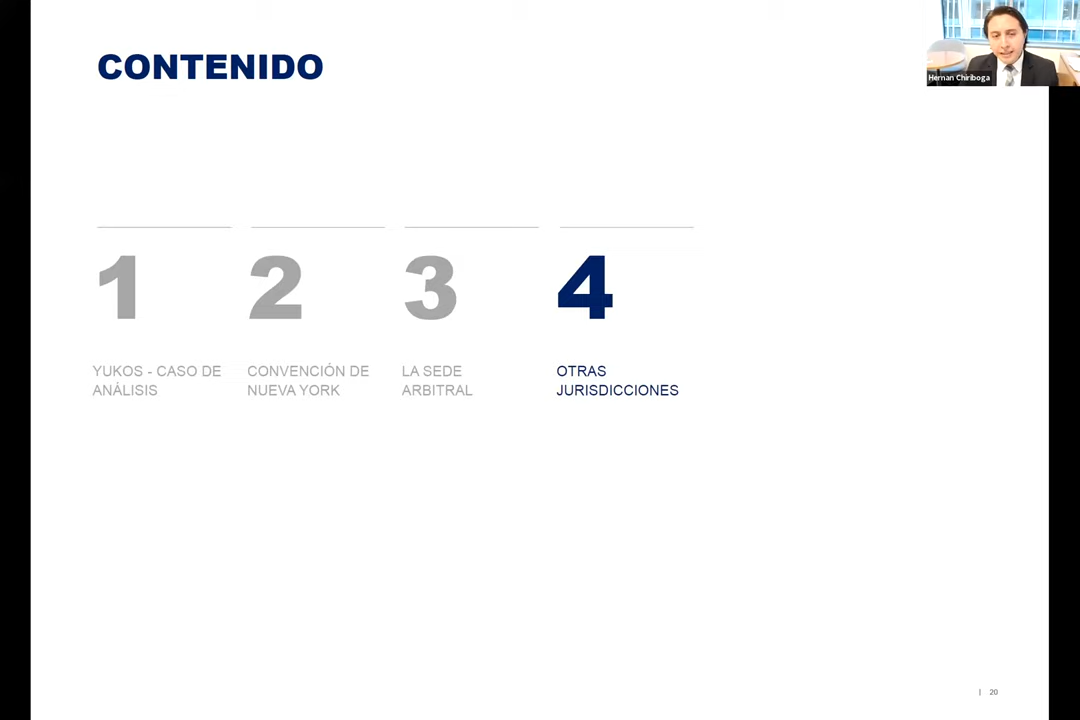 CONTENIDO
Hernan Chiriboga
1
YUKOS - CASO DE
ANÁLISIS
2
CONVENCIÓN DE
NUEVA YORK
3
LA SEDE
ARBITRAL
4
OTRAS
JURISDICCIONES
| 20